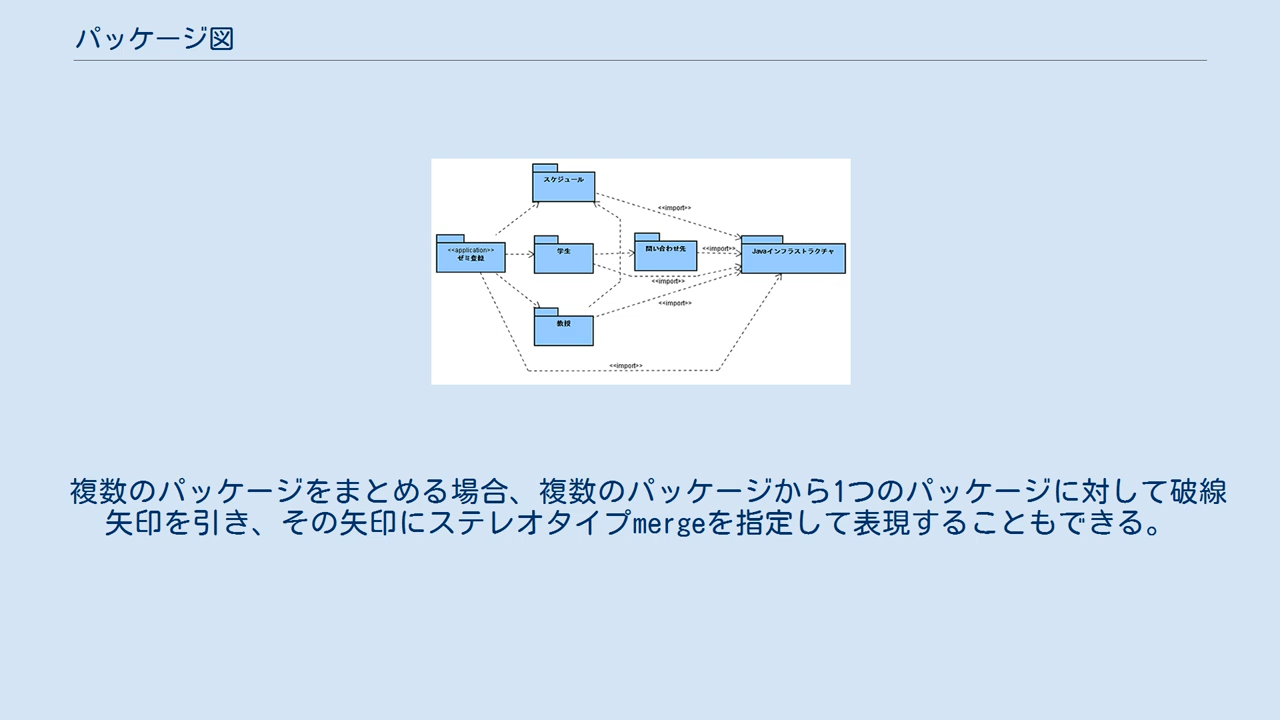 パッケージ図
スケジュール
<<import>>
<<application>>
ゼミ登録
学生
問い合わせ先
<<import>>
Javaインフラストラクチャ
<<import>>
<<import>>
教授
<<import>>
複数のパッケージをまとめる場合、複数のパッケージから1つのパッケージに対して破線
矢印を引き、その矢印にステレオタイプmergeを指定して表現することもできる。